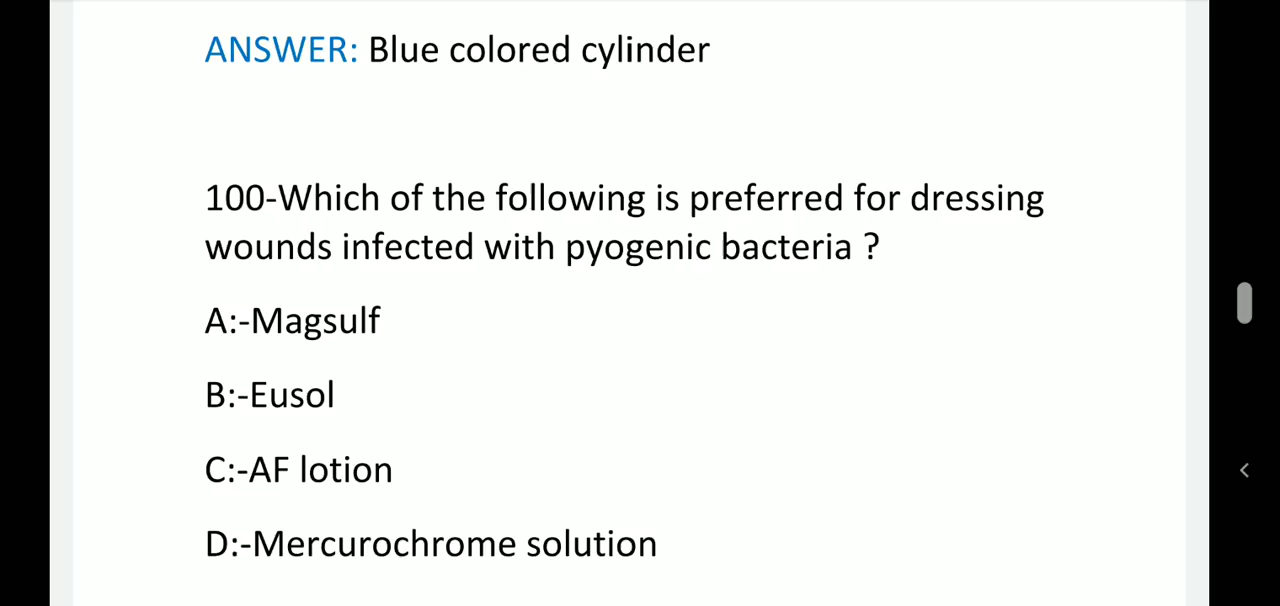 ANSWER: Blue colored cylinder
100-Which of the following is preferred for dressing
wounds infected with pyogenic bacteria ?
A:-Magsulf
B:-Eusol
C:-AF lotion
D:-Mercurochrome solution